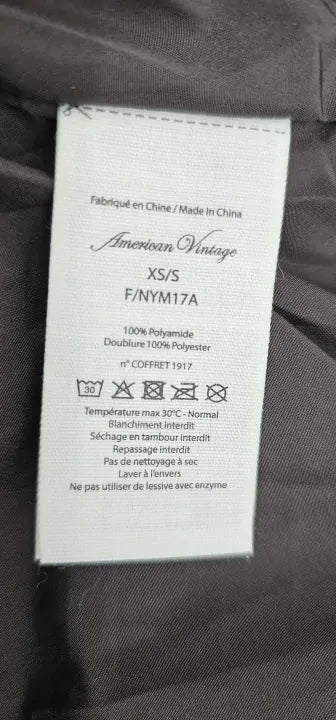 Fabriqué en Chine / Made In China
American Vintage
XS/S
F/NYM17A
100% Polyamide
Doublure 100% Polyester
n° COFFRET 1917
30
Température max 30°C - Normal
Blanchiment interdit
Séchage en tambour interdit
Repassage interdit
Pas de nettoyage à sec
Laver à l'envers
Ne pas utiliser de lessive avec enzyme